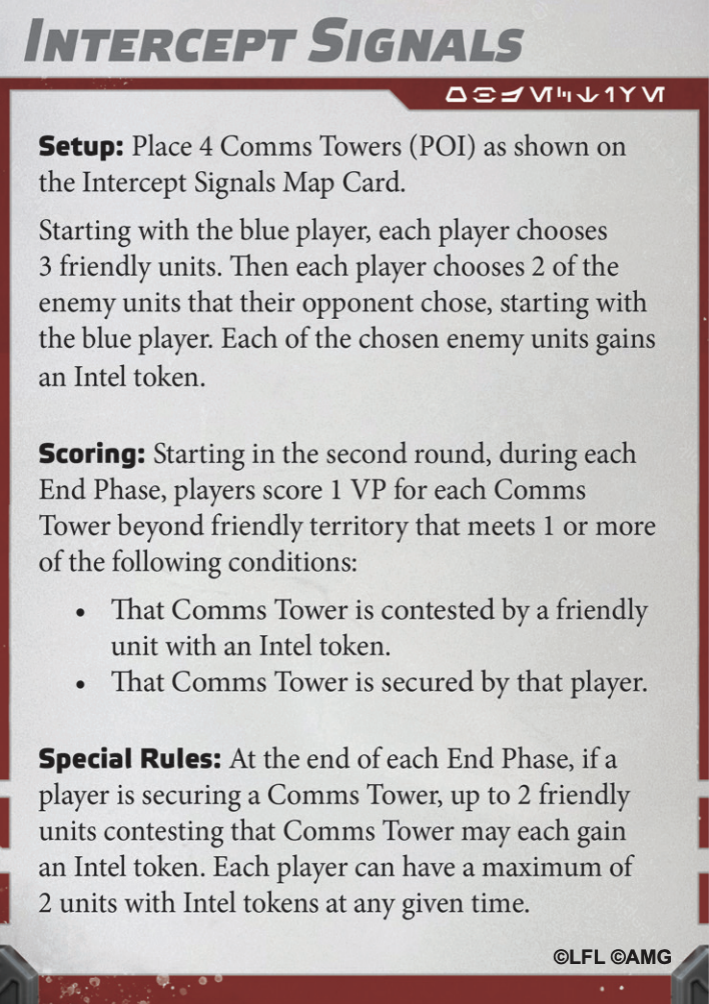 INTERCEPT SIGNALS
Setup: Place 4 Comms Towers (POI) as shown on
the Intercept Signals Map Card.
Starting with the blue player, each player chooses
3 friendly units. Then each player chooses 2 of the
enemy units that their opponent chose, starting with
the blue player. Each of the chosen enemy units gains
an Intel token.
Scoring: Starting in the second round, during each
End Phase, players score 1 VP for each Comms
Tower beyond friendly territory that meets 1 or more
of the following conditions:
• That Comms Tower is contested by a friendly
unit with an Intel token.
• That Comms Tower is secured by that player.
Special Rules: At the end of each End Phase, if a
player is securing a Comms Tower, up to 2 friendly
units contesting that Comms Tower may each gain
an Intel token. Each player can have a maximum of
2 units with Intel tokens at any given time.
©LFL ©AMG